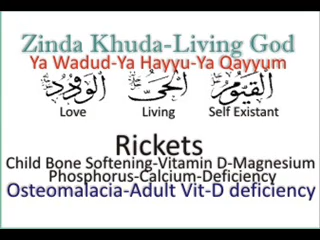 Zinda Khuda-Living God
Ya Wadud-Ya Hayyu-Ya Qayyum
الْوَدُودُ الْحَيُّ الْقَيُّومُ
Love Living Self Existant
Rickets
Child Bone Softening-Vitamin D-Magnesium
Phosphorus-Calcium-Deficiency
Osteomalacia-Adult Vit-D deficiency